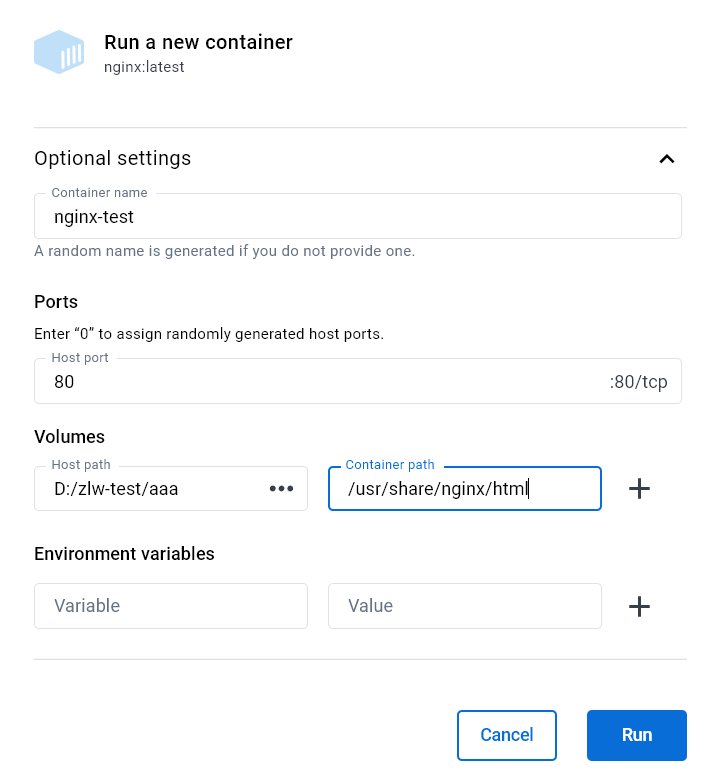 Run a new container
nginx:latest
Optional settings
Container name
nginx-test
A random name is generated if you do not provide one.
Ports
Enter “0” to assign randomly generated host ports.
Host port
80 :80/tcp
Volumes
Host path Container path
D:/zlw-test/aaa ••• /usr/share/nginx/html
Environment variables
Variable Value
Cancel Run